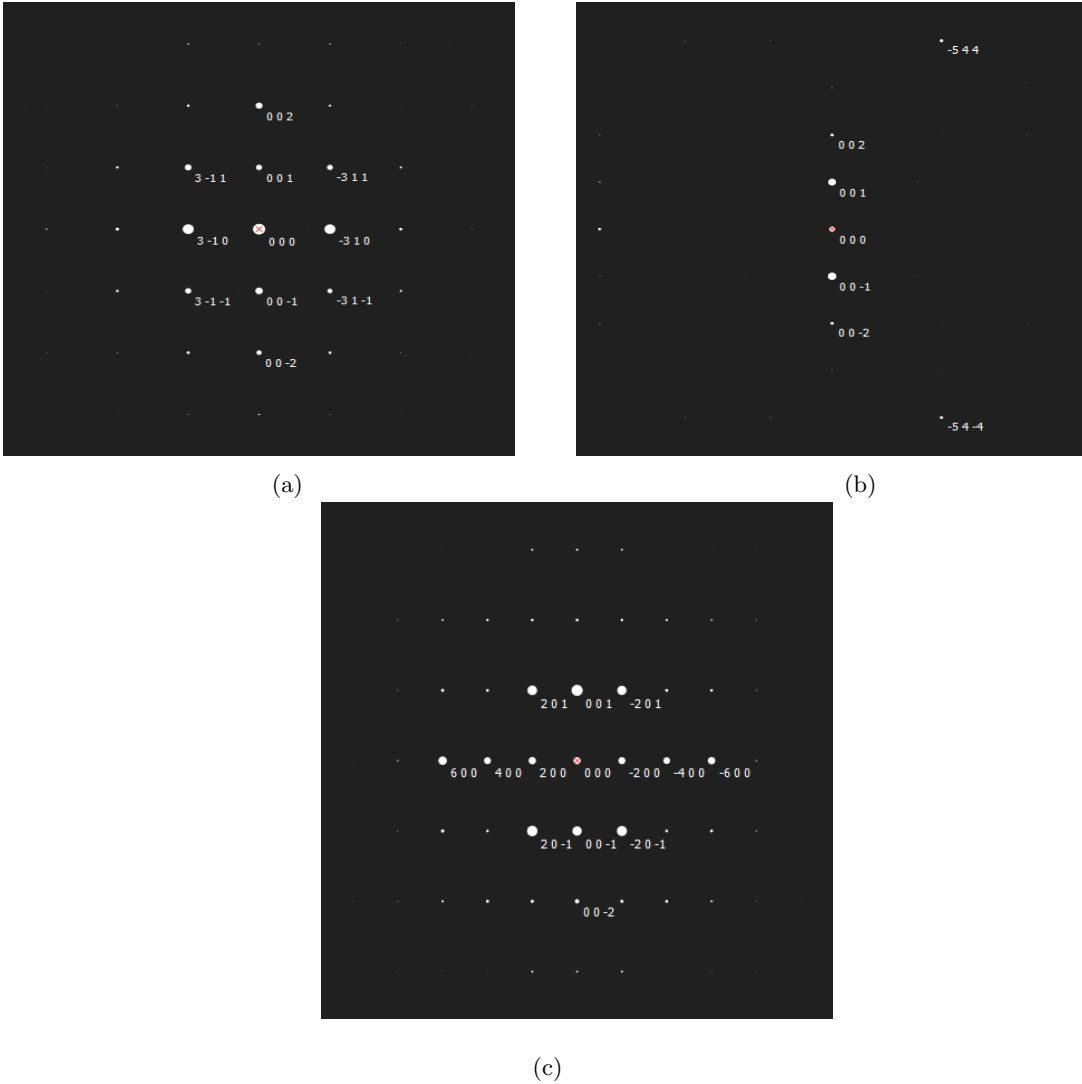 0 0 2
3 -1 1 0 0 1 -3 1 1
3 -1 0 0 0 0 -3 1 0
3 -1 -1 0 0 -1 -3 1 -1
0 0 -2
(a)
-5 4 4
0 0 2
0 0 1
0 0 0
0 0 -1
0 0 -2
-5 4 -4
(b)
2 0 1 0 0 1 -2 0 1
6 0 0 4 0 0 2 0 0 0 0 0 -2 0 0 -4 0 0 -6 0 0
2 0 -1 0 0 -1 -2 0 -1
0 0 -2
(c)